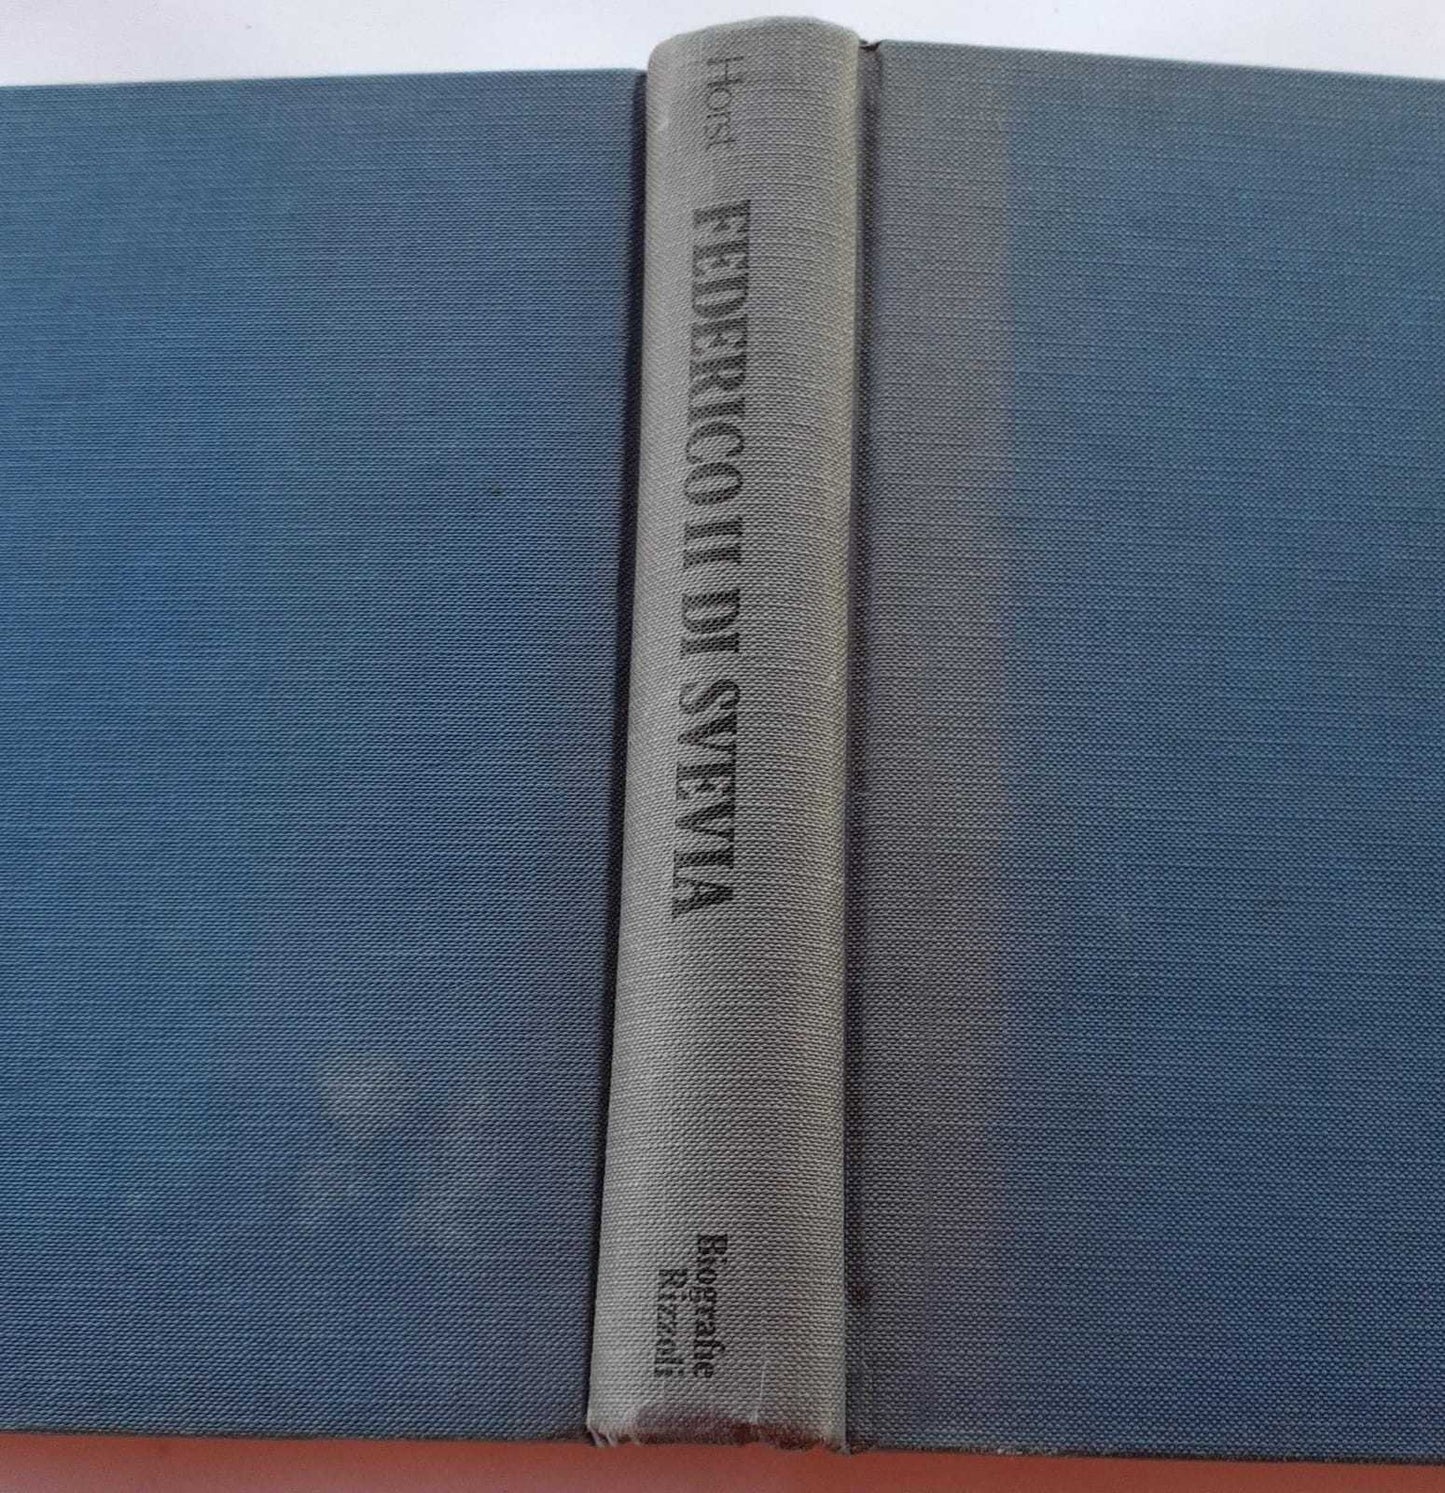 Horst
FEDERICO II DI SVEVIA
Biografie
Rizzoli